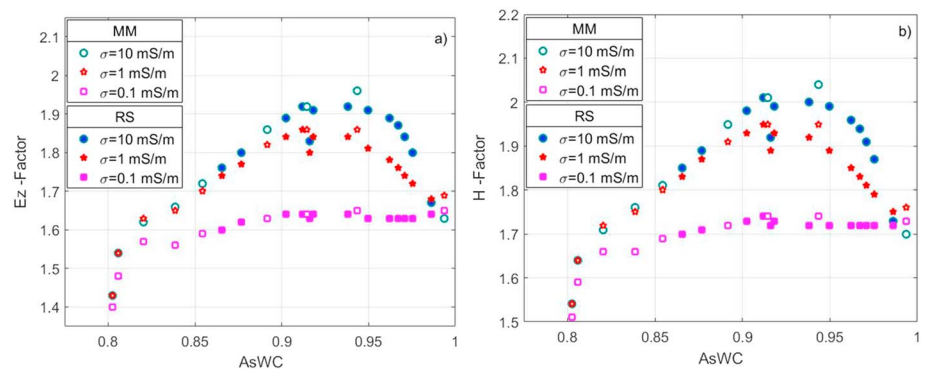 a)
MM
σ=10 mS/m
σ=1 mS/m
σ=0.1 mS/m
RS
σ=10 mS/m
σ=1 mS/m
σ=0.1 mS/m
2.1
2
1.9
1.8
1.7
1.6
1.5
1.4
Ez -Factor
0.8 0.85 0.9 0.95 1
AsWC
b)
MM
σ=10 mS/m
σ=1 mS/m
σ=0.1 mS/m
RS
σ=10 mS/m
σ=1 mS/m
σ=0.1 mS/m
2.2
2.1
2
1.9
1.8
1.7
1.6
1.5
H -Factor
0.8 0.85 0.9 0.95 1
AsWC